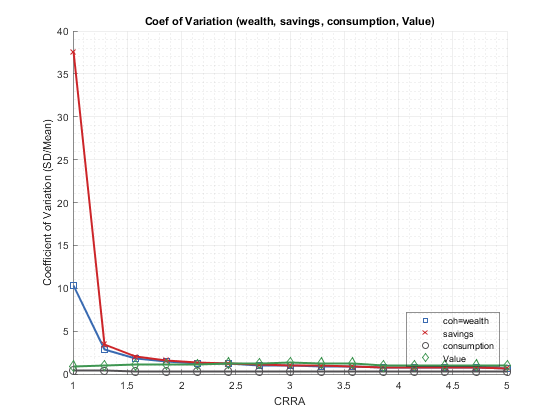 Coef of Variation (wealth, savings, consumption, Value)
Coefficient of Variation (SD/Mean)
40
35
30
25
20
15
10
5
0
coh=wealth
savings
consumption
Value
1 1.5 2 2.5 3 3.5 4 4.5 5
CRRA